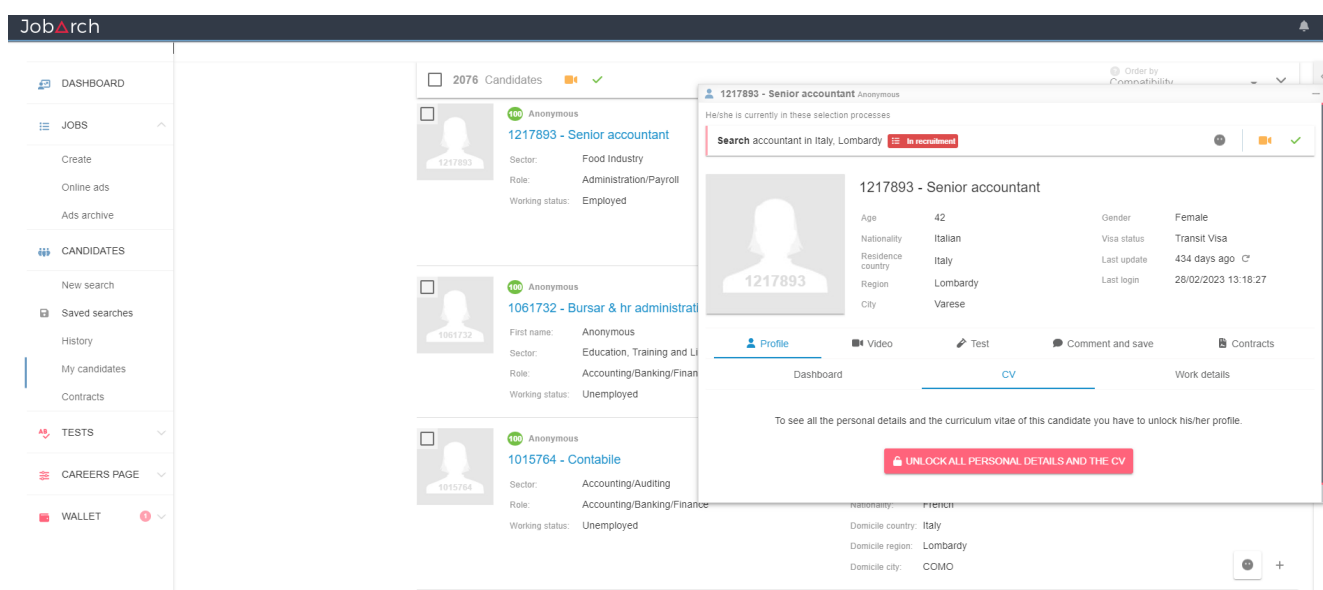 JobΔrch
DASHBOARD
JOBS
Create
Online ads
Ads archive
CANDIDATES
New search
Saved searches
History
My candidates
Contracts
AB
TESTS
CAREERS PAGE
WALLET 1
2076 Candidates
Order by
Compatibility
100 Anonymous
1217893 - Senior accountant
1217893
Sector: Food Industry
Role: Administration/Payroll
Working status: Employed
100 Anonymous
1061732 - Bursar & hr administrati
1061732
First name: Anonymous
Sector: Education, Training and Li
Role: Accounting/Banking/Finan
Working status: Unemployed
100 Anonymous
1015764 - Contabile
1015764
Sector: Accounting/Auditing
Role: Accounting/Banking/Finance
Working status: Unemployed
Nationality: French
Domicile country: Italy
Domicile region: Lombardy
Domicile city: COMO
1217893 - Senior accountant Anonymous
He/she is currently in these selection processes
Search accountant in Italy, Lombardy In recruitment
1217893
1217893 - Senior accountant
Age 42
Nationality Italian
Residence country Italy
Region Lombardy
City Varese
Gender Female
Visa status Transit Visa
Last update 434 days ago
Last login 28/02/2023 13:18:27
Profile Video Test Comment and save Contracts
Dashboard CV Work details
To see all the personal details and the curriculum vitae of this candidate you have to unlock his/her profile.
UNLOCK ALL PERSONAL DETAILS AND THE CV